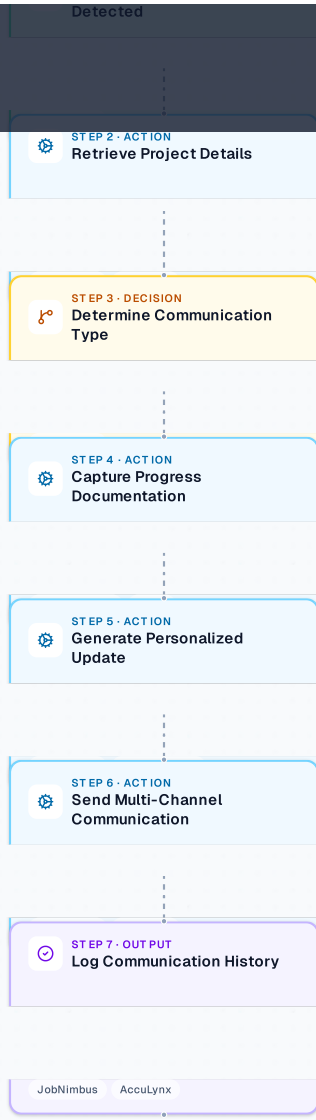 Detected
STEP 2 · ACTION
Retrieve Project Details
STEP 3 · DECISION
Determine Communication
Type
STEP 4 · ACTION
Capture Progress
Documentation
STEP 5 · ACTION
Generate Personalized
Update
STEP 6 · ACTION
Send Multi-Channel
Communication
STEP 7 · OUTPUT
Log Communication History
JobNimbus AccuLynx